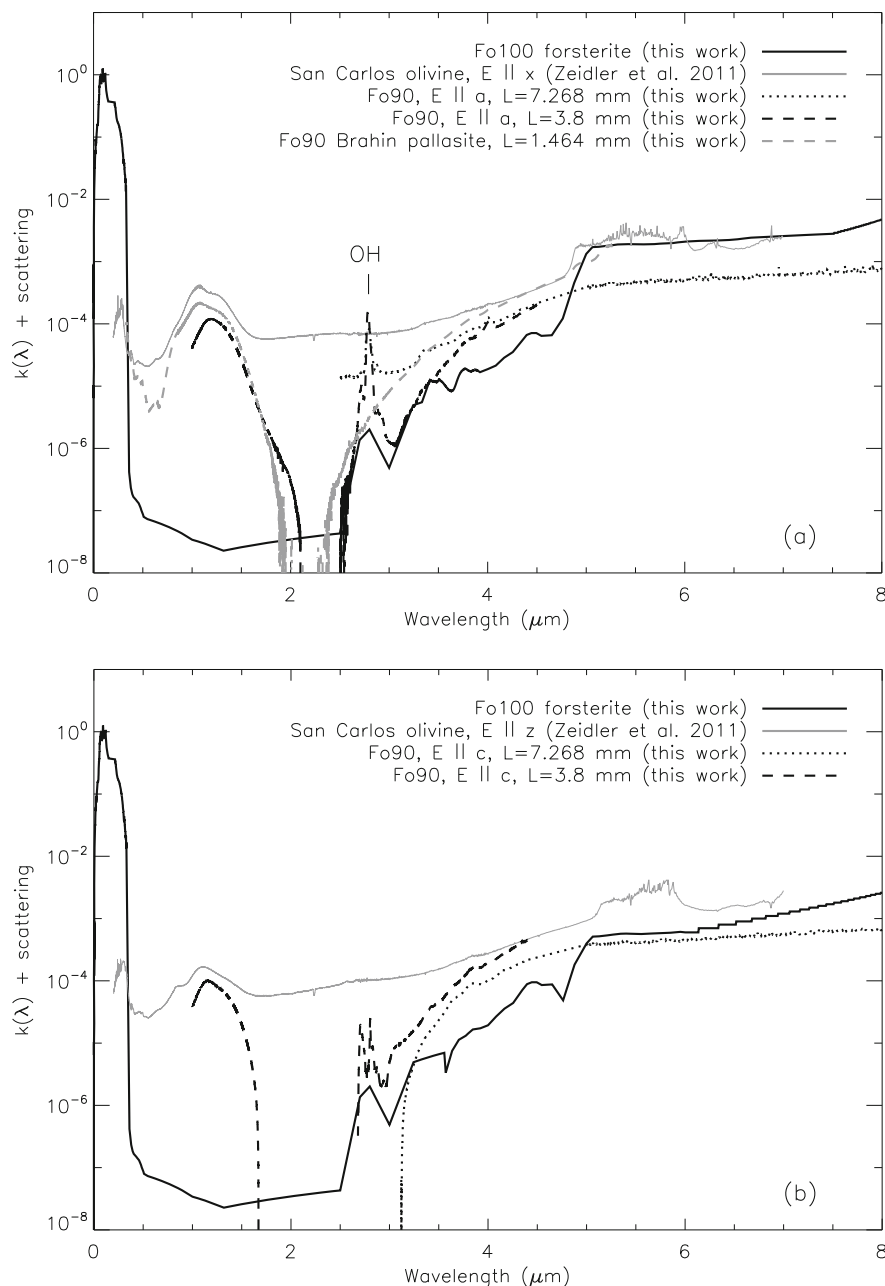 Fo100 forsterite (this work)
San Carlos olivine, E || x (Zeidler et al. 2011)
Fo90, E || a, L=7.268 mm (this work)
Fo90, E || a, L=3.8 mm (this work)
Fo90 Brahin pallasite, L=1.464 mm (this work)
10⁰
10⁻²
10⁻⁴
10⁻⁶
10⁻⁸
k(λ) + scattering
OH
(a)
0 2 4 6 8
Wavelength (μm)
Fo100 forsterite (this work)
San Carlos olivine, E || z (Zeidler et al. 2011)
Fo90, E || c, L=7.268 mm (this work)
Fo90, E || c, L=3.8 mm (this work)
10⁰
10⁻²
10⁻⁴
10⁻⁶
10⁻⁸
k(λ) + scattering
(b)
0 2 4 6 8
Wavelength (μm)